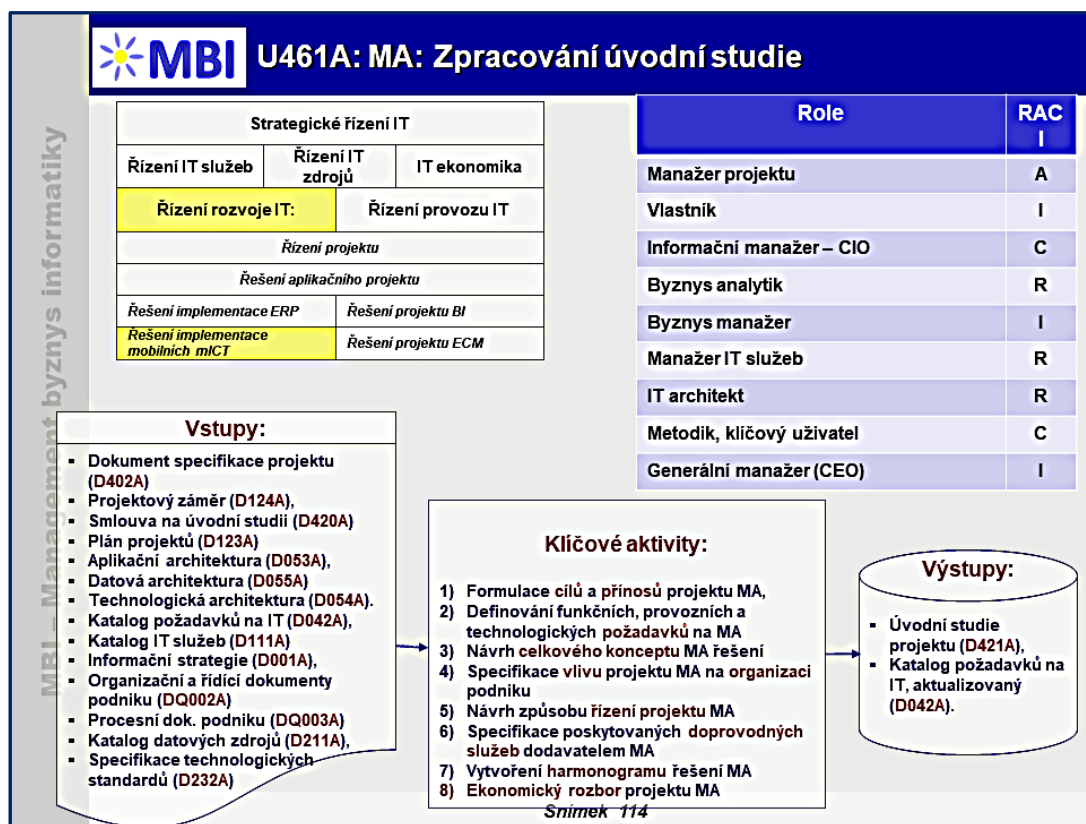 MBI
U461A: MA: Zpracování úvodní studie
MBI – Management byznys informatiky
Strategické řízení IT
Řízení IT služeb
Řízení IT
zdrojů
IT ekonomika
Řízení rozvoje IT:
Řízení provozu IT
Řízení projektu
Řešení aplikačního projektu
Řešení implementace ERP
Řešení projektu BI
Řešení implementace
mobilních mICT
Řešení projektu ECM
Role
RAC
I
Manažer projektu A
Vlastník I
Informační manažer – CIO C
Byznys analytik R
Byznys manažer I
Manažer IT služeb R
IT architekt R
Metodik, klíčový uživatel C
Generální manažer (CEO) I
Vstupy:
▪ Dokument specifikace projektu
(D402A)
▪ Projektový záměr (D124A),
▪ Smlouva na úvodní studii (D420A)
▪ Plán projektů (D123A)
▪ Aplikační architektura (D053A),
▪ Datová architektura (D055A)
▪ Technologická architektura (D054A).
▪ Katalog požadavků na IT (D042A),
▪ Katalog IT služeb (D111A)
▪ Informační strategie (D001A),
▪ Organizační a řídící dokumenty
podniku (DQ002A)
▪ Procesní dok. podniku (DQ003A)
▪ Katalog datových zdrojů (D211A),
▪ Specifikace technologických
standardů (D232A)
Klíčové aktivity:
1) Formulace cílů a přínosů projektu MA,
2) Definování funkčních, provozních a
technologických požadavků na MA
3) Návrh celkového konceptu MA řešení
4) Specifikace vlivu projektu MA na organizaci
podniku
5) Návrh způsobu řízení projektu MA
6) Specifikace poskytovaných doprovodných
služeb dodavatelem MA
7) Vytvoření harmonogramu řešení MA
8) Ekonomický rozbor projektu MA
Výstupy:
▪ Úvodní studie
projektu (D421A),
▪ Katalog požadavků na
IT, aktualizovaný
(D042A).
Snímek 114